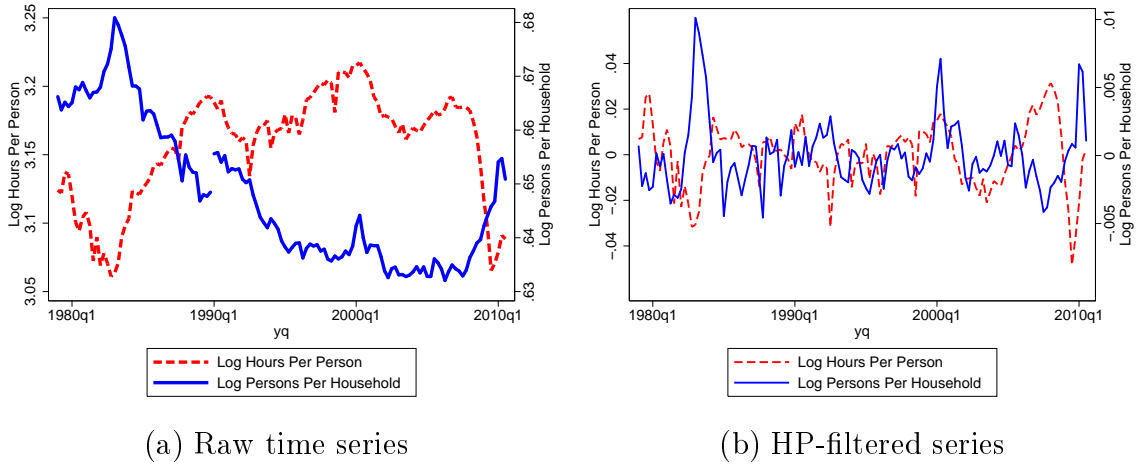 3.25
3.2
3.15
3.1
3.05
Log Hours Per Person
.68
.67
.66
.65
.64
.63
Log Persons Per Household
1980q1 1990q1 2000q1 2010q1
yq
Log Hours Per Person
Log Persons Per Household
(a) Raw time series
.04
.02
0
-.02
-.04
Log Hours Per Person
.01
.005
0
-.005
Log Persons Per Household
1980q1 1990q1 2000q1 2010q1
yq
Log Hours Per Person
Log Persons Per Household
(b) HP-filtered series